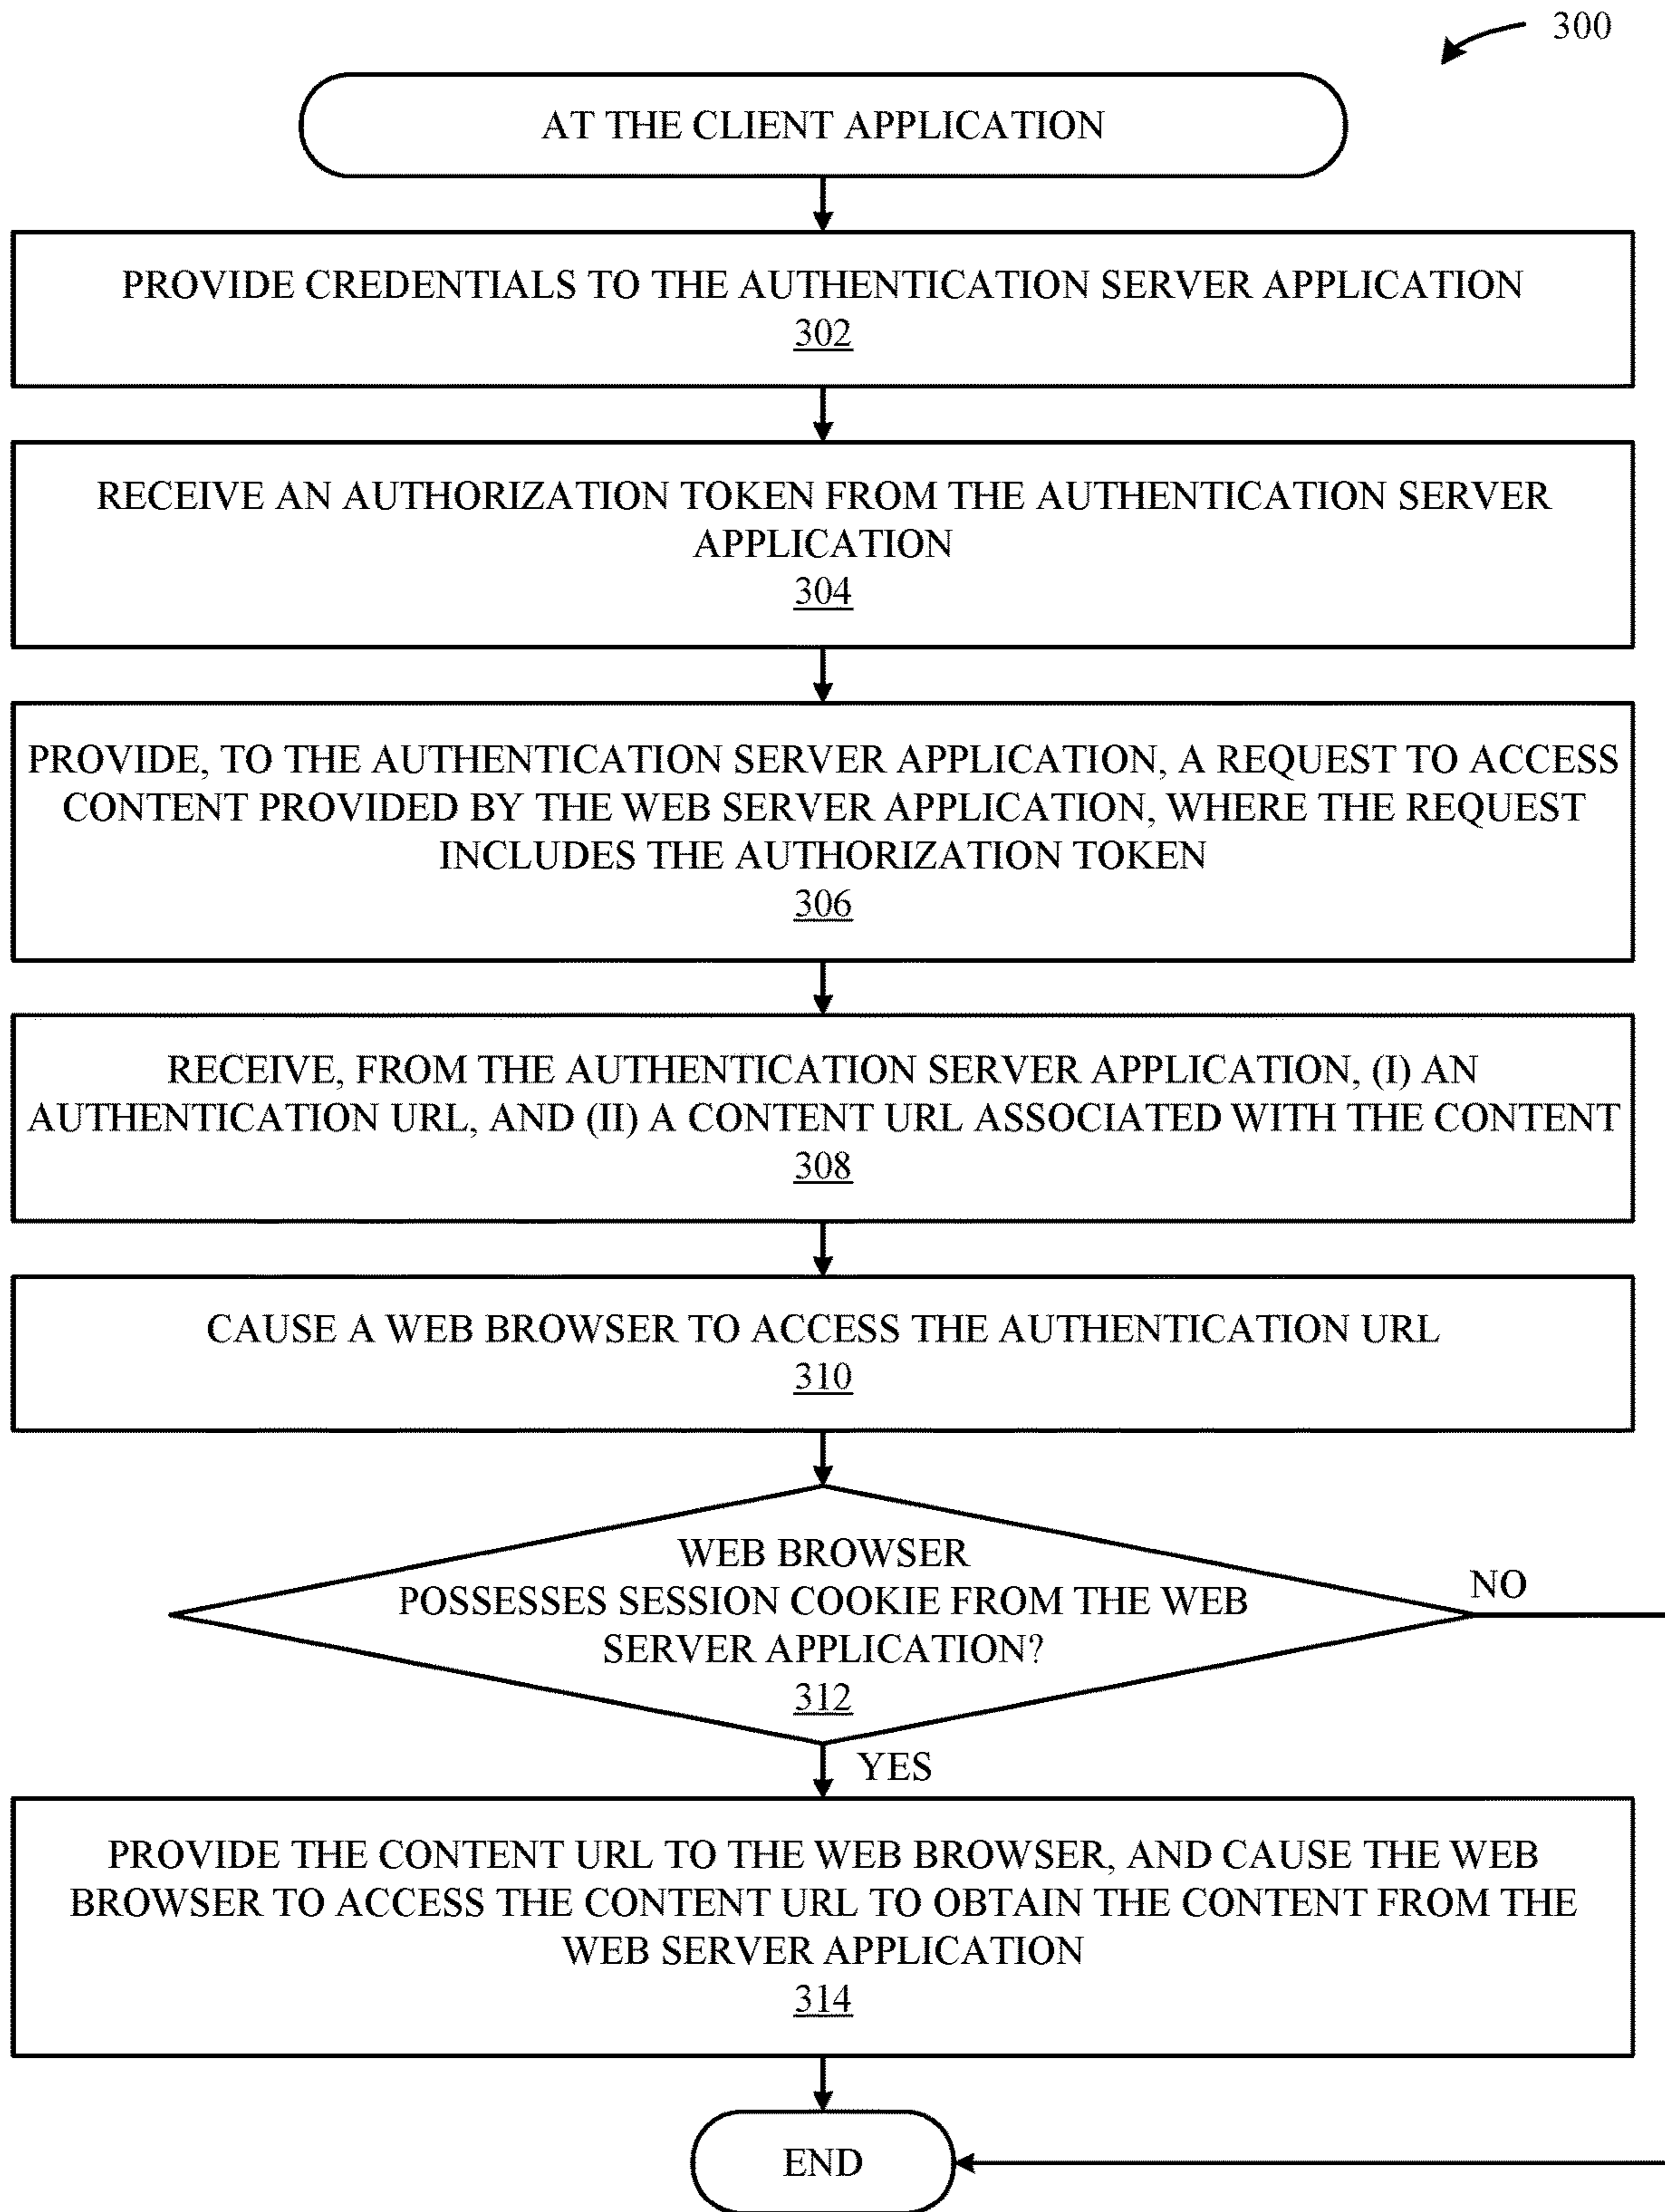 300
AT THE CLIENT APPLICATION
PROVIDE CREDENTIALS TO THE AUTHENTICATION SERVER APPLICATION
302
RECEIVE AN AUTHORIZATION TOKEN FROM THE AUTHENTICATION SERVER
APPLICATION
304
PROVIDE, TO THE AUTHENTICATION SERVER APPLICATION, A REQUEST TO ACCESS
CONTENT PROVIDED BY THE WEB SERVER APPLICATION, WHERE THE REQUEST
INCLUDES THE AUTHORIZATION TOKEN
306
RECEIVE, FROM THE AUTHENTICATION SERVER APPLICATION, (I) AN
AUTHENTICATION URL, AND (II) A CONTENT URL ASSOCIATED WITH THE CONTENT
308
CAUSE A WEB BROWSER TO ACCESS THE AUTHENTICATION URL
310
WEB BROWSER
POSSESSES SESSION COOKIE FROM THE WEB
SERVER APPLICATION?
312
NO
YES
PROVIDE THE CONTENT URL TO THE WEB BROWSER, AND CAUSE THE WEB
BROWSER TO ACCESS THE CONTENT URL TO OBTAIN THE CONTENT FROM THE
WEB SERVER APPLICATION
314
END